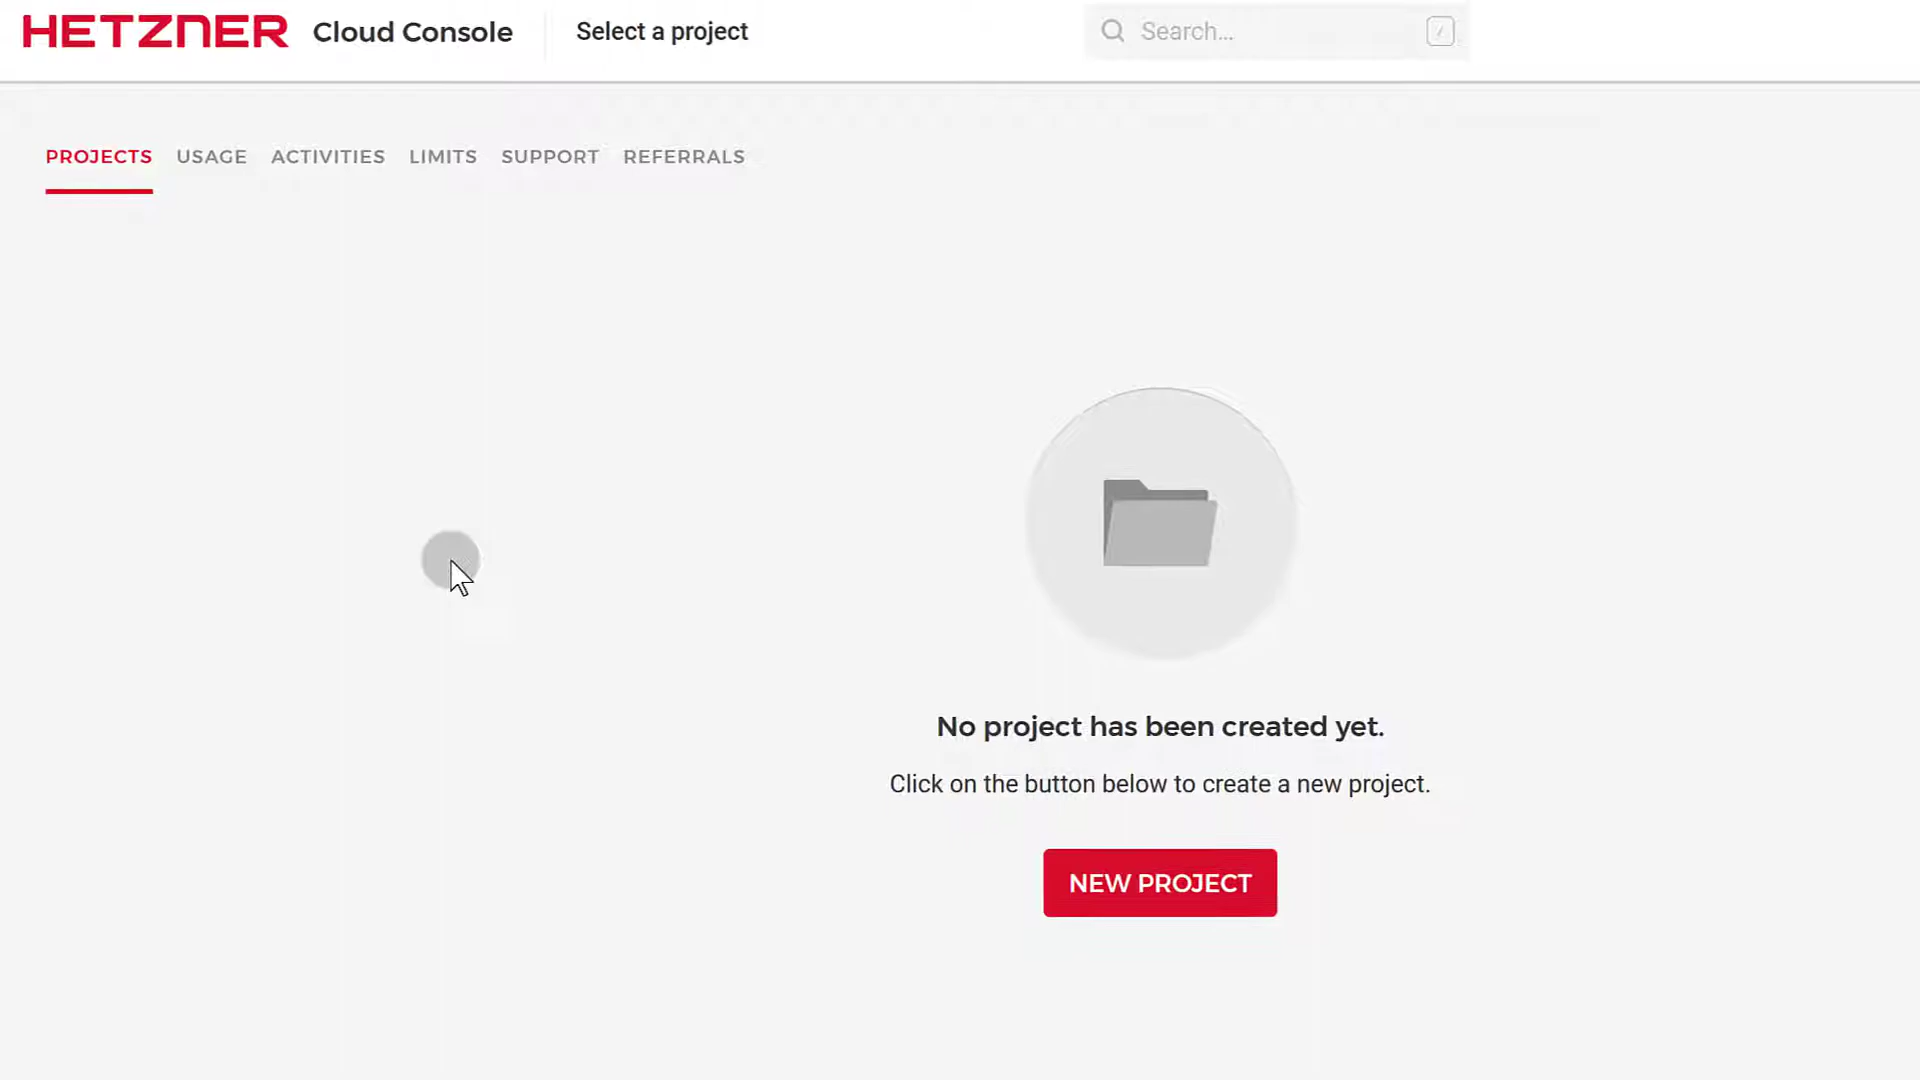 HETZNER Cloud Console Select a project Search... /
PROJECTS USAGE ACTIVITIES LIMITS SUPPORT REFERRALS
No project has been created yet.
Click on the button below to create a new project.
NEW PROJECT